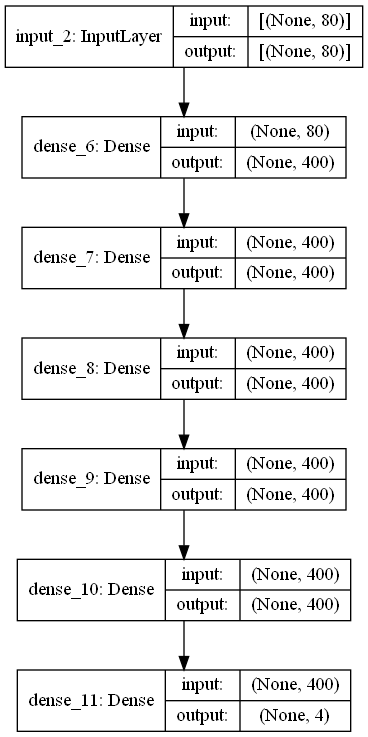 input_2: InputLayer input: [(None, 80)]
output: [(None, 80)]
dense_6: Dense input: (None, 80)
output: (None, 400)
dense_7: Dense input: (None, 400)
output: (None, 400)
dense_8: Dense input: (None, 400)
output: (None, 400)
dense_9: Dense input: (None, 400)
output: (None, 400)
dense_10: Dense input: (None, 400)
output: (None, 400)
dense_11: Dense input: (None, 400)
output: (None, 4)